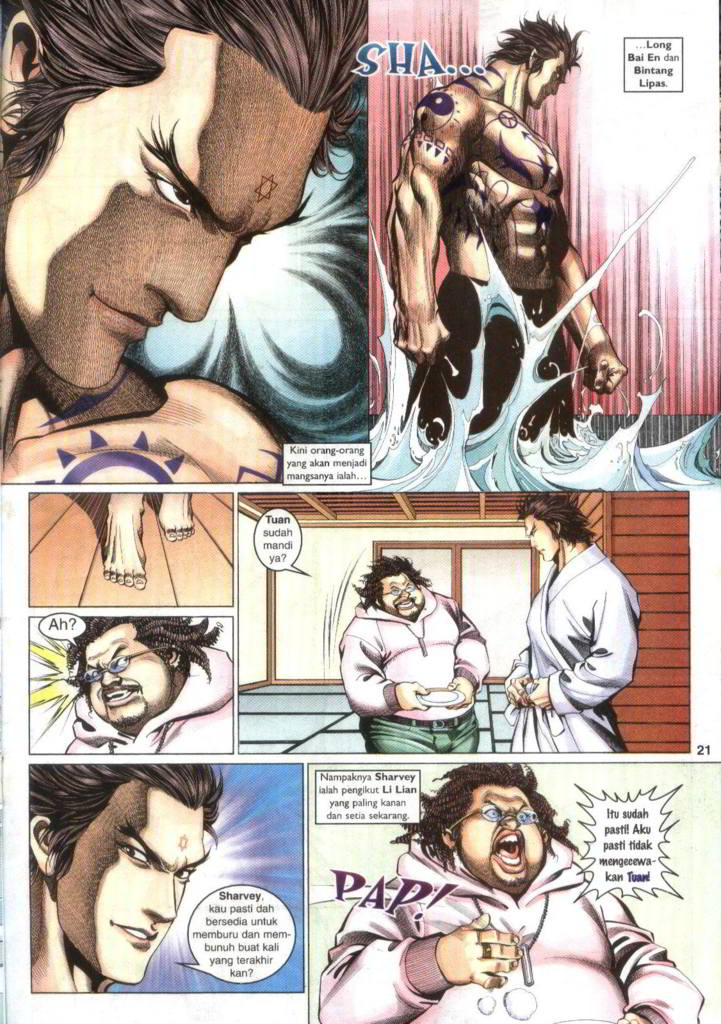 SHA...
...Long
Bai En dan
Bintang
Lipas.
Kini orang-orang
yang akan menjadi
mangsanya ialah...
Tuan
sudah
mandi
ya?
Ah?
21
Sharvey,
kau pasti dah
bersedia untuk
memburu dan mem-
bunuh buat kali
yang terakhir
kan?
Nampaknya Sharvey
ialah pengikut Li Lian
yang paling kanan
dan setia sekarang.
PAP!
Itu sudah
pasti! Aku
pasti tidak
mengecewa-
kan Tuan!